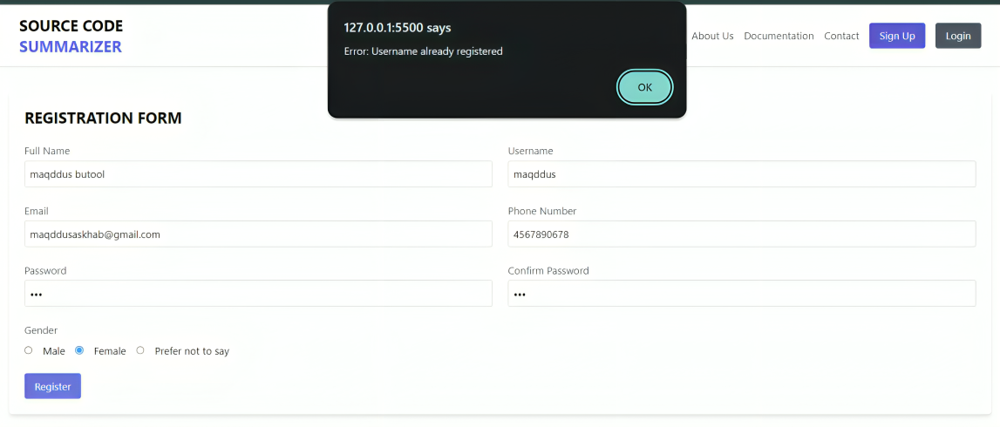 SOURCE CODE
SUMMARIZER
127.0.0.1:5500 says
Error: Username already registered
OK
About Us Documentation Contact Sign Up Login
REGISTRATION FORM
Full Name Username
maqddus butool maqddus
Email Phone Number
maqddusaskhab@gmail.com 4567890678
Password Confirm Password
••• •••
Gender
Male Female Prefer not to say
Register